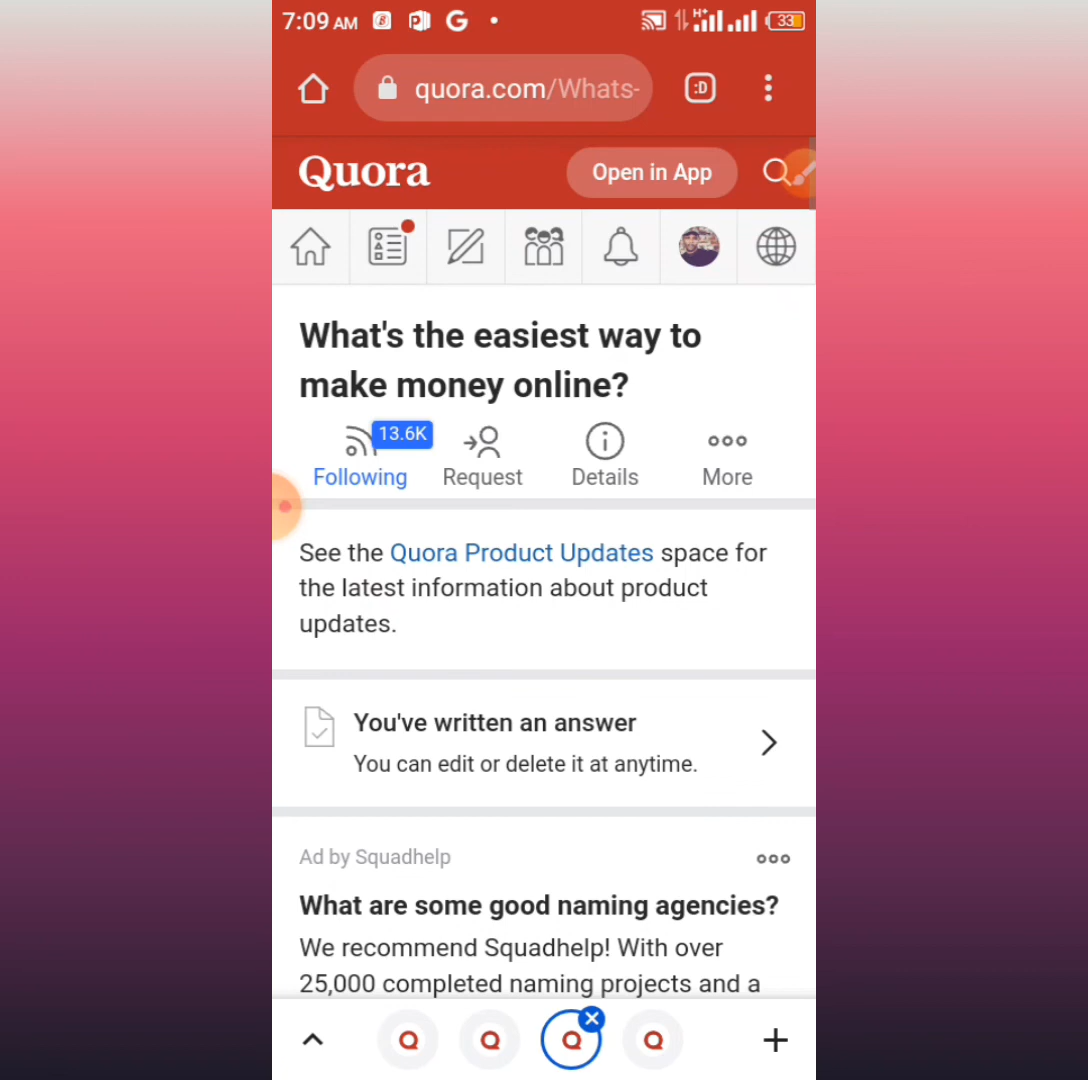 7:09 AM
33
quora.com/Whats-
:D
Quora
Open in App
What's the easiest way to
make money online?
13.6K
Following
Request
Details
More
See the Quora Product Updates space for
the latest information about product
updates.
You've written an answer
You can edit or delete it at anytime.
Ad by Squadhelp
What are some good naming agencies?
We recommend Squadhelp! With over
25,000 completed naming projects and a